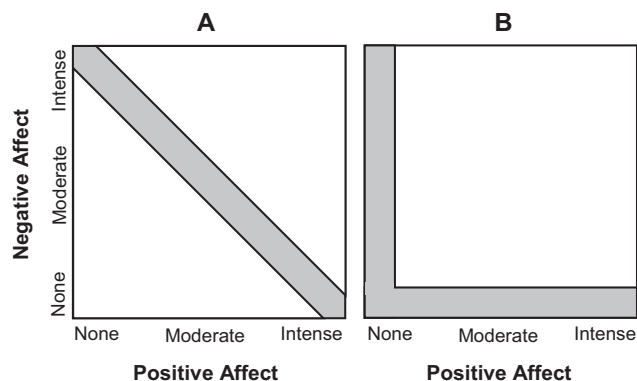 A
B
Negative Affect
Intense
Moderate
None
None Moderate Intense
None Moderate Intense
Positive Affect
Positive Affect